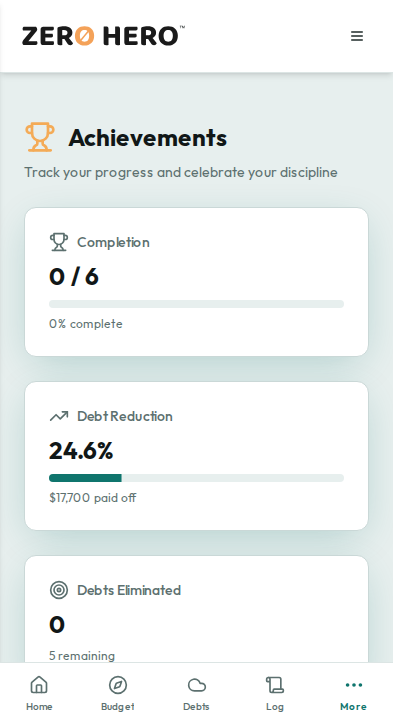 ZERO HERO™
Achievements
Track your progress and celebrate your discipline
Completion
0 / 6
0% complete
Debt Reduction
24.6%
$17,700 paid off
Debts Eliminated
0
5 remaining
Home Budget Debts Log More